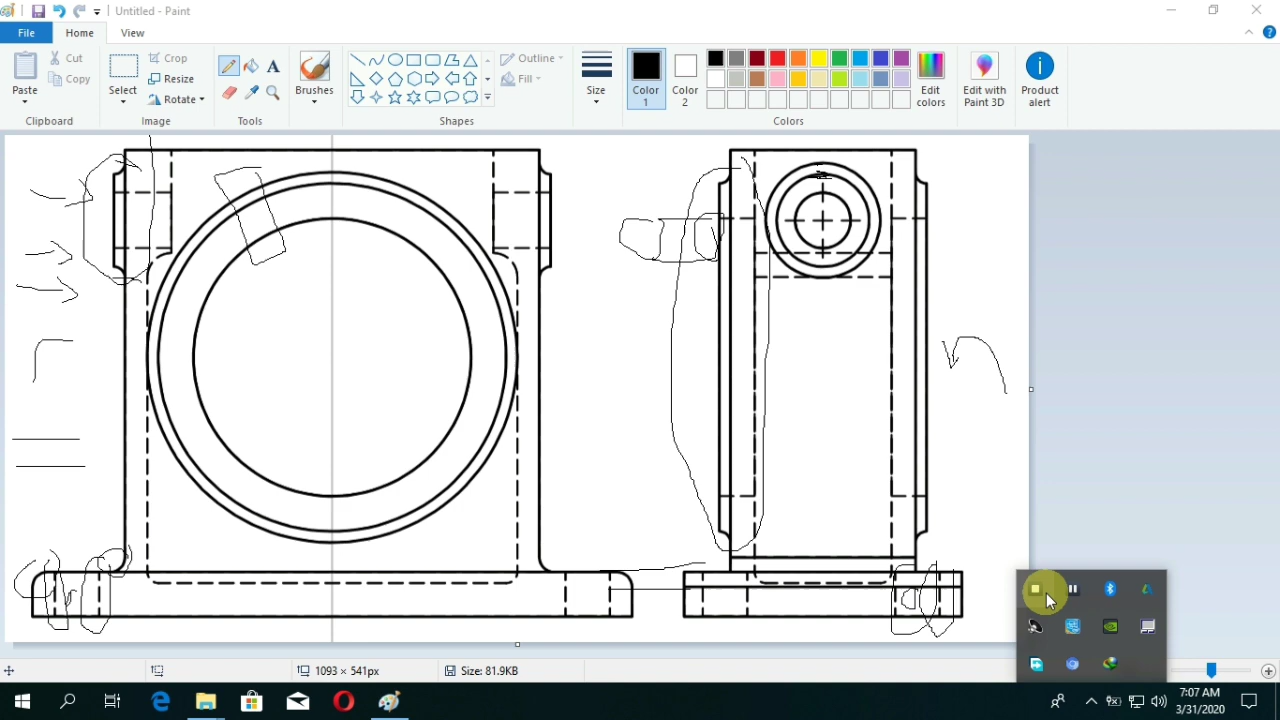 Untitled - Paint
File
Home
View
Paste
Cut
Copy
Clipboard
Select
Crop
Resize
Rotate
Image
A
Tools
Brushes
Shapes
Outline
Fill
Size
Color 1
Color 2
Edit colors
Colors
Edit with Paint 3D
Product alert
1093 × 541px
Size: 81.9KB
7:07 AM
3/31/2020